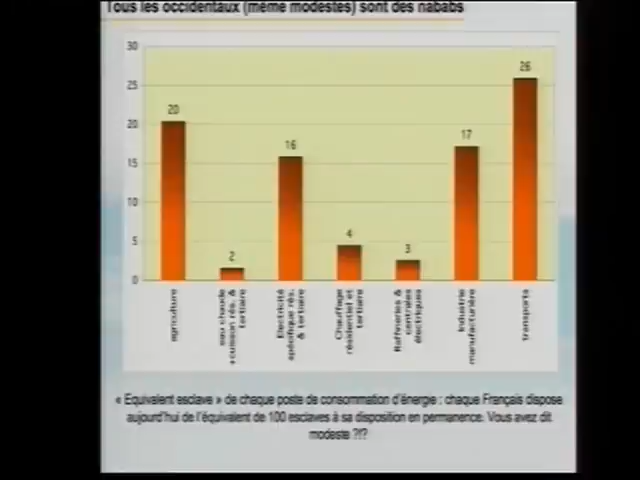 Tous les occidentaux (même modestes) sont des nababs
30
25
20
15
10
5
0
20
2
16
4
3
17
26
agriculture
eau chaude
+cuisson rés. &
tertiaire
Electricité
spécifique rés.
& tertiaire
Chauffage
résidentiel et
tertiaire
Raffineries &
centrales
électriques
Industrie
manufacturière
transports
« Equivalent esclave » de chaque poste de consommation d'énergie : chaque Français dispose
aujourd'hui de l'équivalent de 100 esclaves à sa disposition en permanence. Vous avez dit
modeste ?!?